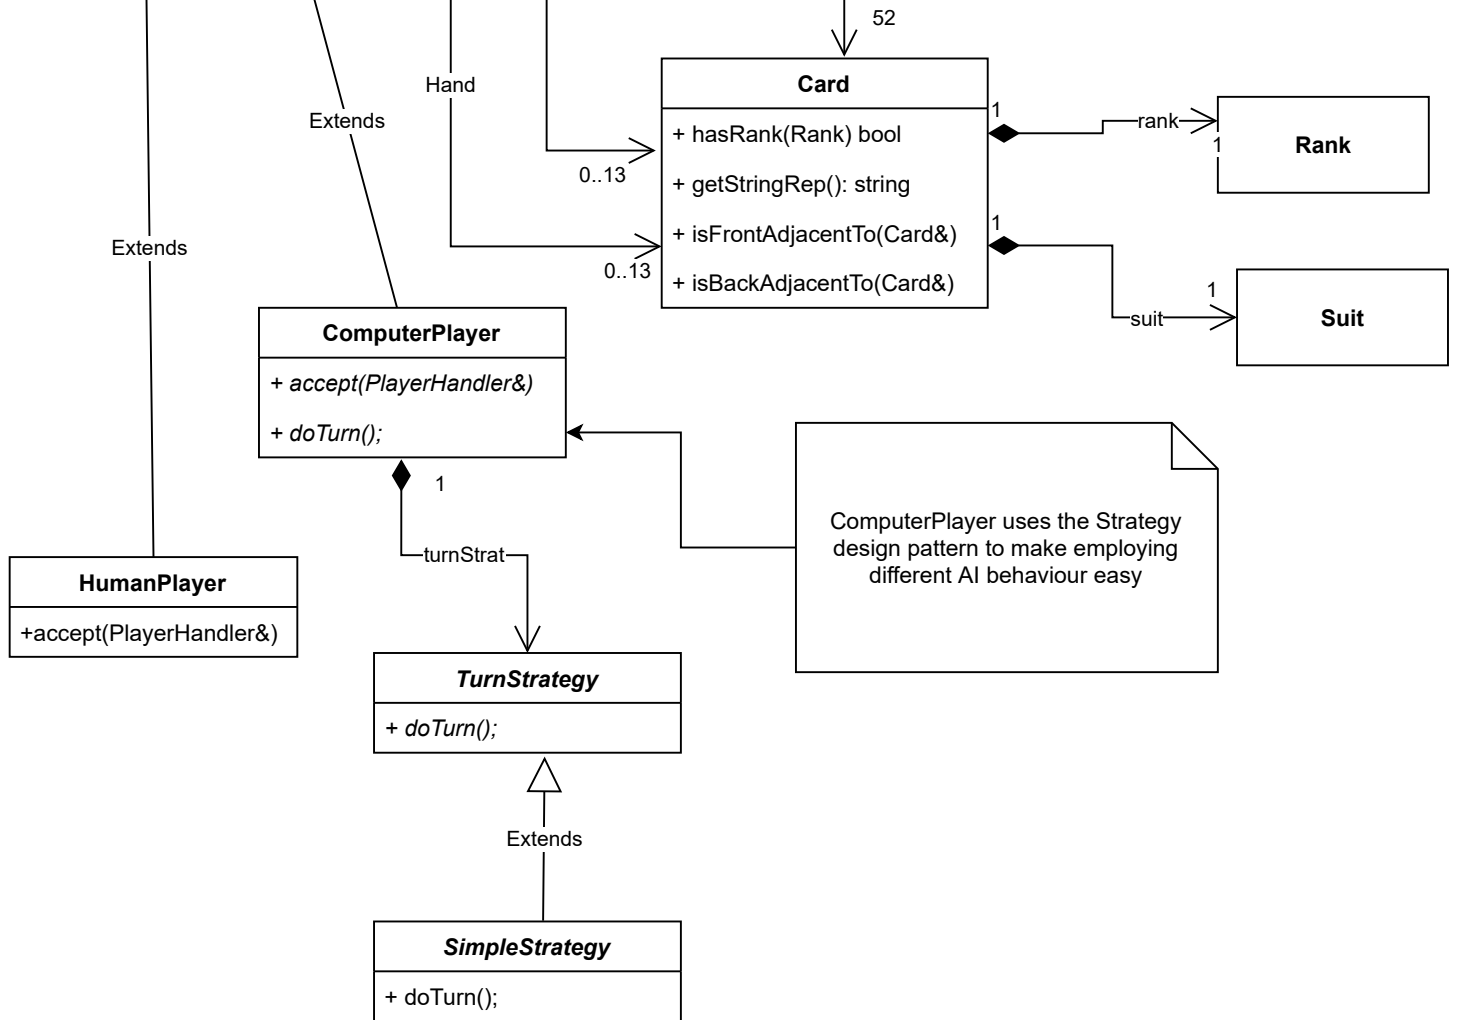 52
Hand
Extends
Card
+ hasRank(Rank) bool
+ getStringRep(): string
+ isFrontAdjacentTo(Card&)
+ isBackAdjacentTo(Card&)
0..13
0..13
1
rank
1
Rank
1
suit
1
Suit
Extends
ComputerPlayer
+ accept(PlayerHandler&)
+ doTurn();
1
turnStrat
ComputerPlayer uses the Strategy
design pattern to make employing
different AI behaviour easy
HumanPlayer
+accept(PlayerHandler&)
TurnStrategy
+ doTurn();
Extends
SimpleStrategy
+ doTurn();